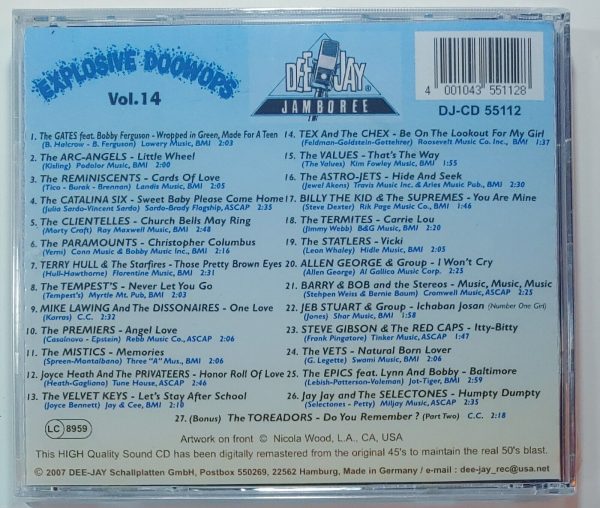 EXPLOSIVE DOOWOPS
Vol.14
DEE JAY®
JAMBOREE
4 001043 551128
DJ-CD 55112
1. The GATES feat. Bobby Ferguson - Wrapped in Green, Made For A Teen
(B. Halcrow - B. Ferguson) Lowery Music, BMI 2:03
2. The ARC-ANGELS - Little Wheel
(Kisling) Podolor Music, BMI 2:00
3. The REMINISCENTS - Cards Of Love
(Tico - Burak - Brennan) Landis Music, BMI 2:05
4. The CATALINA SIX - Sweet Baby Please Come Home
(Julia Sardo-Vincent Sardo) Sardo-Brady Flagship, ASCAP 2:35
5. The CLIENTELLES - Church Bells May Ring
(Morty Craft) Ray Maxwell Music, BMI 2:48
6. The PARAMOUNTS - Christopher Columbus
(Yermi) Conn Music & Bobby Music Inc., BMI 2:16
7. TERRY HULL & The Starfires - Those Pretty Brown Eyes
(Hull-Hawthorne) Florentine Music, BMI 2:31
8. The TEMPEST'S - Never Let You Go
(Tempest's) Myrtle Mt. Pub, BMI 2:03
9. MIKE LAWING And The DISSONAIRES - One Love
(Karros) C.C. 2:32
10. The PREMIERS - Angel Love
(Casalnova - Epstein) Rebb Music Co., ASCAP 2:06
11. The MISTICS - Memories
(Spreen-Montalbano) Three "A" Mus., BMI 2:06
12. Joyce Heath And The PRIVATEERS - Honor Roll Of Love
(Heath-Gagliano) Tune House, ASCAP 2:46
13. The VELVET KEYS - Let's Stay After School
(Joyce Bennett) Jay & Cee, BMI 2:10
14. TEX And The CHEX - Be On The Lookout For My Girl
(Feldman-Goldstein-Gottehrer) Roosevelt Music Co. Inc., BMI 1:37
15. The VALUES - That's The Way
(The Values) Kim Fowley Music, BMI 1:55
16. The ASTRO-JETS - Hide And Seek
(Jewel Akens) Travis Music Inc. & Aries Music Pub., BMI 2:30
17. BILLY THE KID & The SUPREMES - You Are Mine
(Steve Dexter) Rik Page Music Co., BMI 1:46
18. The TERMITES - Carrie Lou
(Jimmy Webb) B&G Music, BMI 2:20
19. The STATLERS - Vicki
(Leon Whaley) Hidle Music, BMI 2:05
20. ALLEN GEORGE & Group - I Won't Cry
(Allen George) Al Gallico Music Corp. 2:25
21. BARRY & BOB and the Stereos - Music, Music, Music
(Stehpen Weiss & Bernie Baum) Cromwell Music, ASCAP 2:25
22. JEB STUART & Group - Ichaban Josan (Number One Girl)
(Jones) Shar Music, BMI 1:58
23. STEVE GIBSON & The RED CAPS - Itty-Bitty
(Frank Pingatore) Tinker Music, ASCAP 2:21
24. The VETS - Natural Born Lover
(G. Legette) Swami Music, BMI 2:06
25. The EPICS feat. Lynn And Bobby - Baltimore
(Lebish-Patterson-Voleman) Jot-Tiger, BMI 2:59
26. Jay Jay and The SELECTONES - Humpty Dumpty
(Selectones - Petty) Miljay Music, ASCAP 2:35
27. (Bonus) The TOREADORS - Do You Remember ? (Part Two) C.C. 2:18
LC 8959
Artwork on front © Nicola Wood, L.A., CA, USA
This HIGH Quality Sound CD has been digitally remastered from the original 45's to maintain the real 50's blast.
© 2007 DEE-JAY Schallplatten GmbH, Postbox 550269, 22562 Hamburg, Made in Germany / e-mail : dee-jay_rec@usa.net